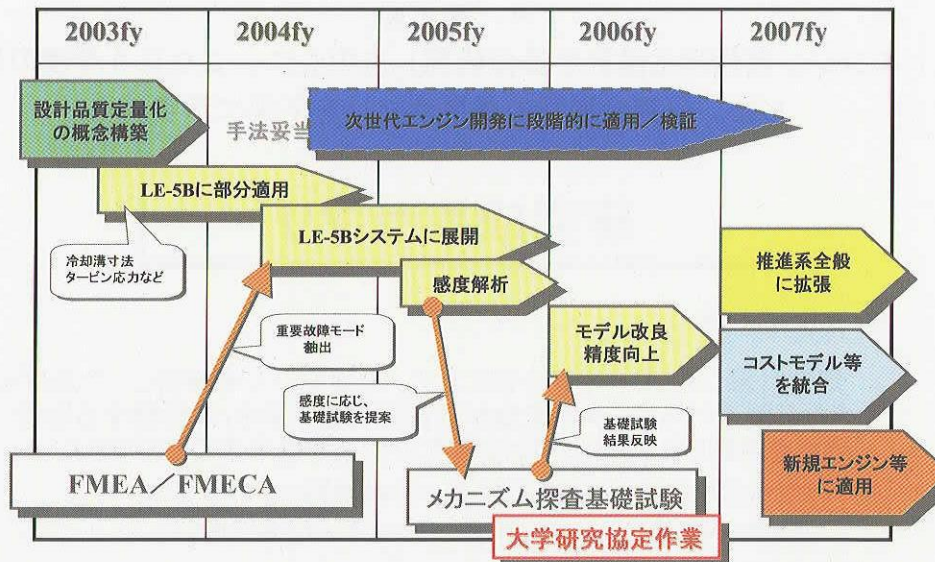 2003fy
2004fy
2005fy
2006fy
2007fy
設計品質定量化
の概念構築
手法妥当
次世代エンジン開発に段階的に適用／検証
LE-5Bに部分適用
冷却溝寸法
タービン応力など
LE-5Bシステムに展開
感度解析
重要故障モード
抽出
感度に応じ、
基礎試験を提案
モデル改良
精度向上
基礎試験
結果反映
推進系全般
に拡張
コストモデル等
を統合
新規エンジン等
に適用
FMEA／FMECA
メカニズム探査基礎試験
大学研究協定作業